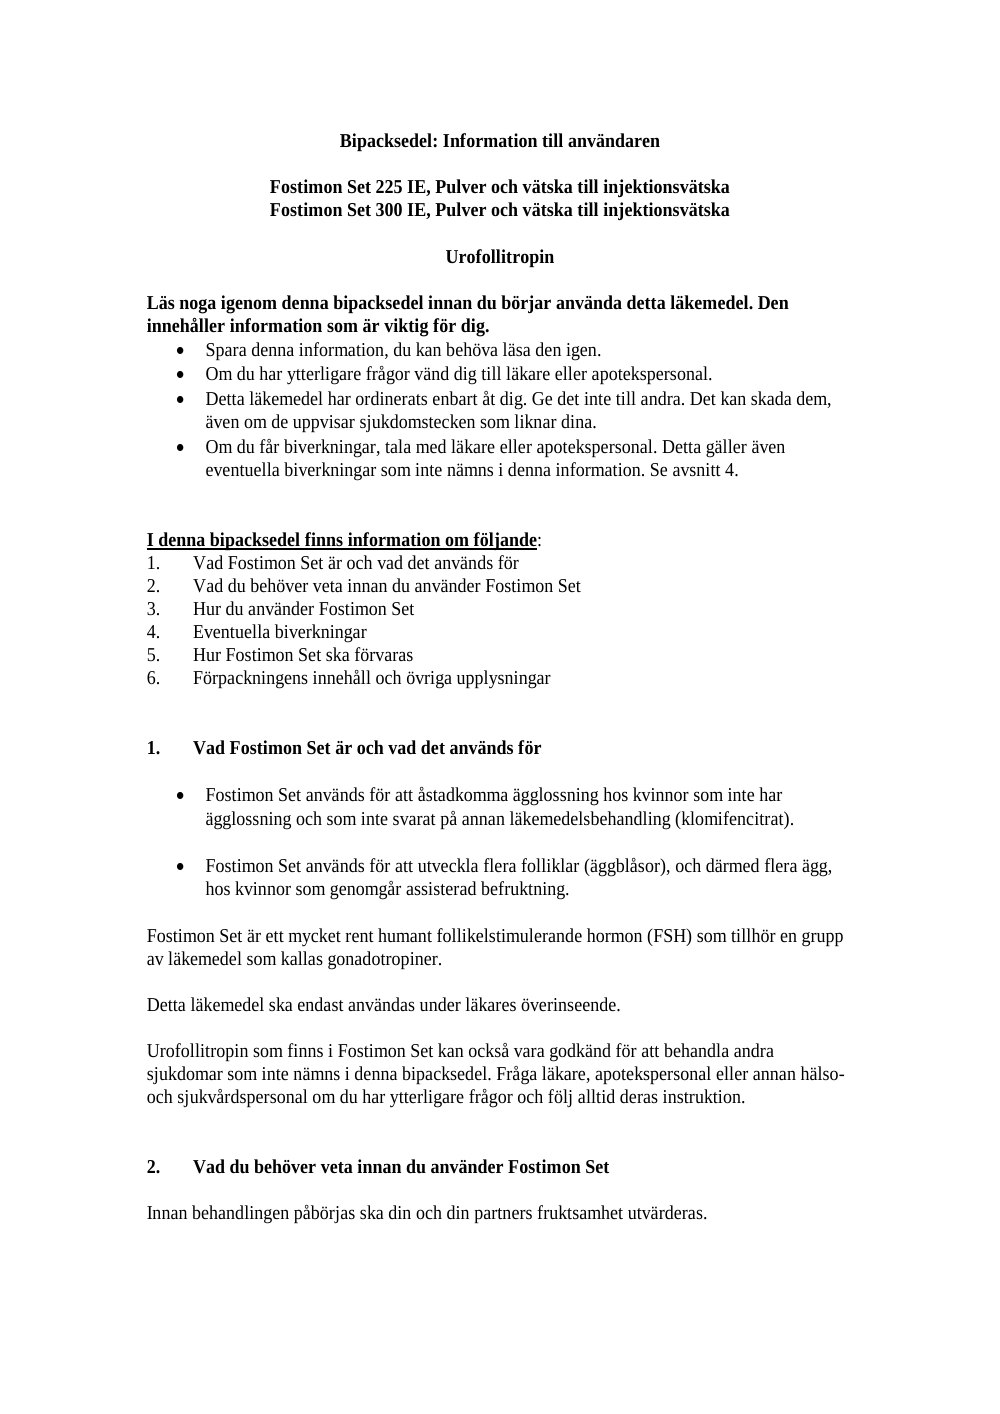 Bipacksedel: Information till användaren
Fostimon Set 225 IE, Pulver och vätska till injektionsvätska
Fostimon Set 300 IE, Pulver och vätska till injektionsvätska
Urofollitropin
Läs noga igenom denna bipacksedel innan du börjar använda detta läkemedel. Den
innehåller information som är viktig för dig.
• Spara denna information, du kan behöva läsa den igen.
• Om du har ytterligare frågor vänd dig till läkare eller apotekspersonal.
• Detta läkemedel har ordinerats enbart åt dig. Ge det inte till andra. Det kan skada dem,
även om de uppvisar sjukdomstecken som liknar dina.
• Om du får biverkningar, tala med läkare eller apotekspersonal. Detta gäller även
eventuella biverkningar som inte nämns i denna information. Se avsnitt 4.
I denna bipacksedel finns information om följande:
1. Vad Fostimon Set är och vad det används för
2. Vad du behöver veta innan du använder Fostimon Set
3. Hur du använder Fostimon Set
4. Eventuella biverkningar
5. Hur Fostimon Set ska förvaras
6. Förpackningens innehåll och övriga upplysningar
1. Vad Fostimon Set är och vad det används för
• Fostimon Set används för att åstadkomma ägglossning hos kvinnor som inte har
ägglossning och som inte svarat på annan läkemedelsbehandling (klomifencitrat).
• Fostimon Set används för att utveckla flera folliklar (äggblåsor), och därmed flera ägg,
hos kvinnor som genomgår assisterad befruktning.
Fostimon Set är ett mycket rent humant follikelstimulerande hormon (FSH) som tillhör en grupp
av läkemedel som kallas gonadotropiner.
Detta läkemedel ska endast användas under läkares överinseende.
Urofollitropin som finns i Fostimon Set kan också vara godkänd för att behandla andra
sjukdomar som inte nämns i denna bipacksedel. Fråga läkare, apotekspersonal eller annan hälso-
och sjukvårdspersonal om du har ytterligare frågor och följ alltid deras instruktion.
2. Vad du behöver veta innan du använder Fostimon Set
Innan behandlingen påbörjas ska din och din partners fruktsamhet utvärderas.